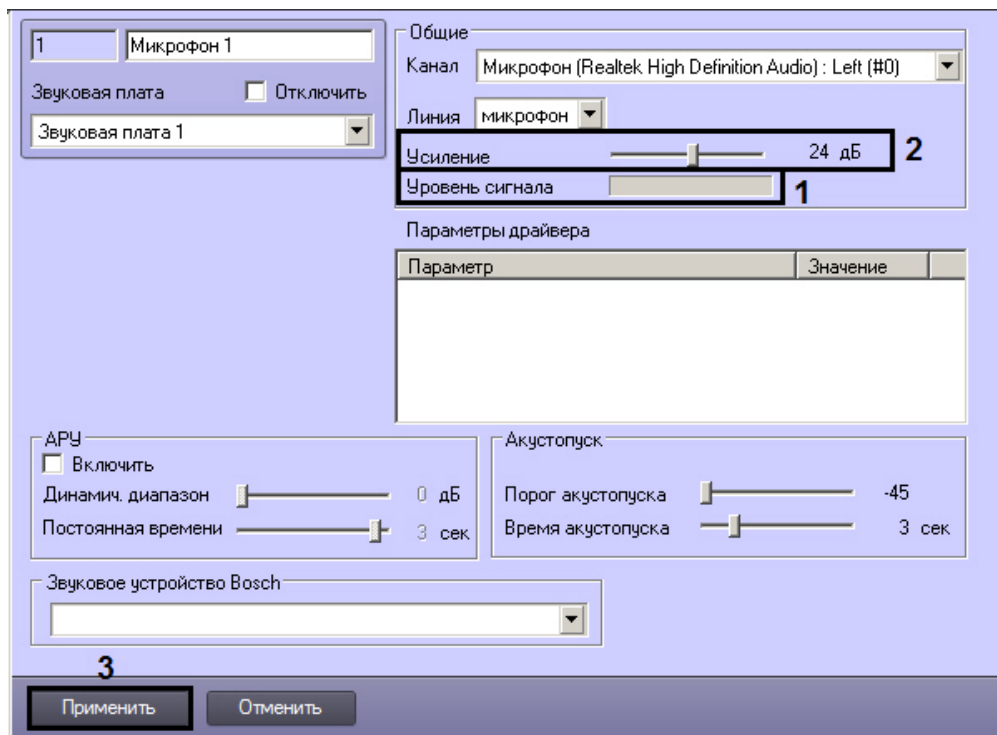 1
Микрофон 1
Звуковая плата
Отключить
Звуковая плата 1
Общие
Канал
Микрофон (Realtek High Definition Audio) : Left (#0)
Линия
микрофон
Усиление
24 дБ
2
Уровень сигнала
1
Параметры драйвера
Параметр
Значение
АРУ
Включить
Динамич. диапазон
0 дБ
Постоянная времени
3 сек
Акустопуск
Порог акустопуска
-45
Время акустопуска
3 сек
Звуковое устройство Bosch
3
Применить
Отменить